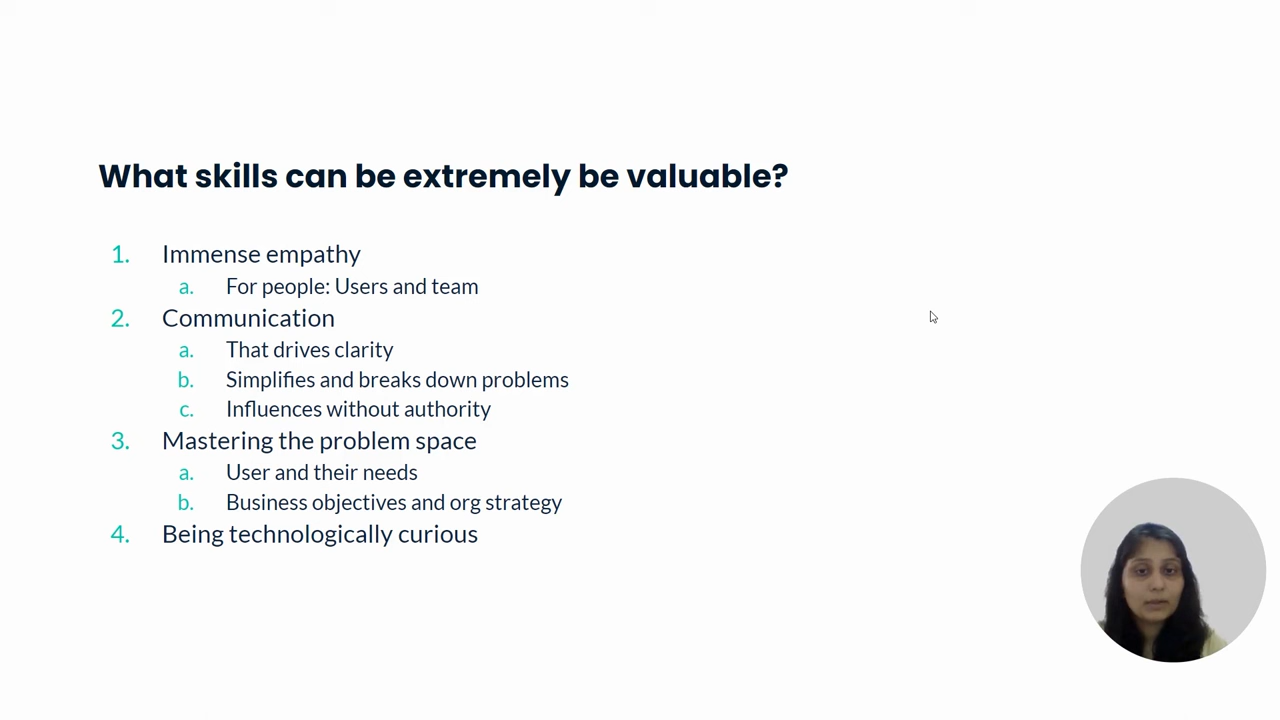 What skills can be extremely be valuable?
1. Immense empathy
a. For people: Users and team
2. Communication
a. That drives clarity
b. Simplifies and breaks down problems
c. Influences without authority
3. Mastering the problem space
a. User and their needs
b. Business objectives and org strategy
4. Being technologically curious